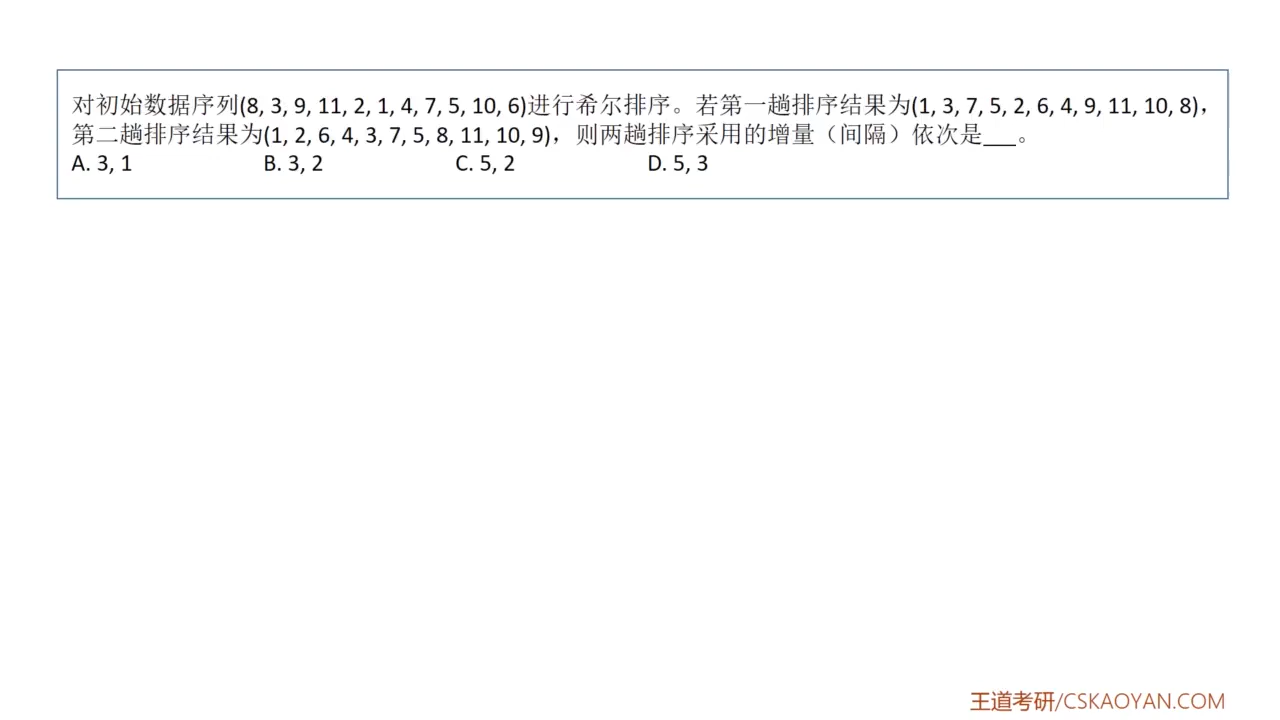 对初始数据序列(8, 3, 9, 11, 2, 1, 4, 7, 5, 10, 6)进行希尔排序。若第一趟排序结果为(1, 3, 7, 5, 2, 6, 4, 9, 11, 10, 8)，
第二趟排序结果为(1, 2, 6, 4, 3, 7, 5, 8, 11, 10, 9)，则两趟排序采用的增量（间隔）依次是___。
A. 3, 1 B. 3, 2 C. 5, 2 D. 5, 3
王道考研/CSKAOYAN.COM